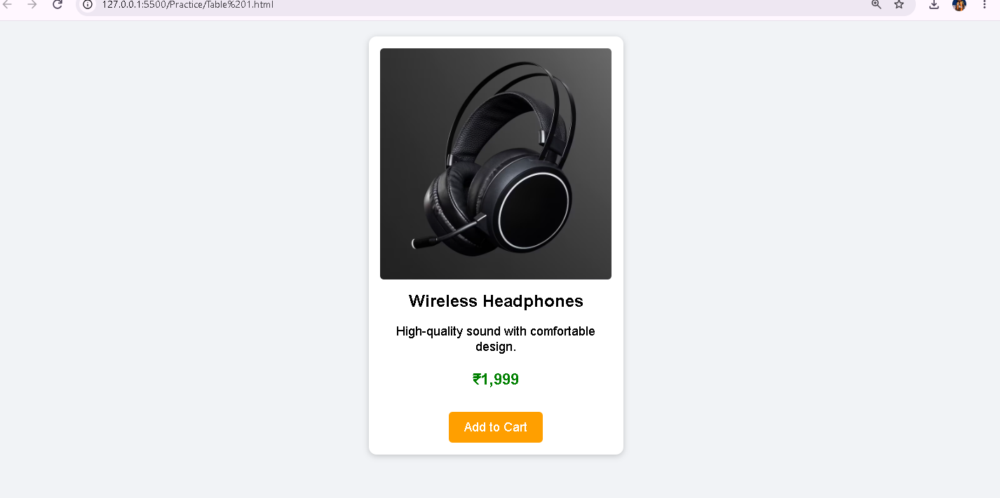 127.0.0.1:5500/Practice/Table%201.html
Wireless Headphones
High-quality sound with comfortable
design.
₹1,999
Add to Cart